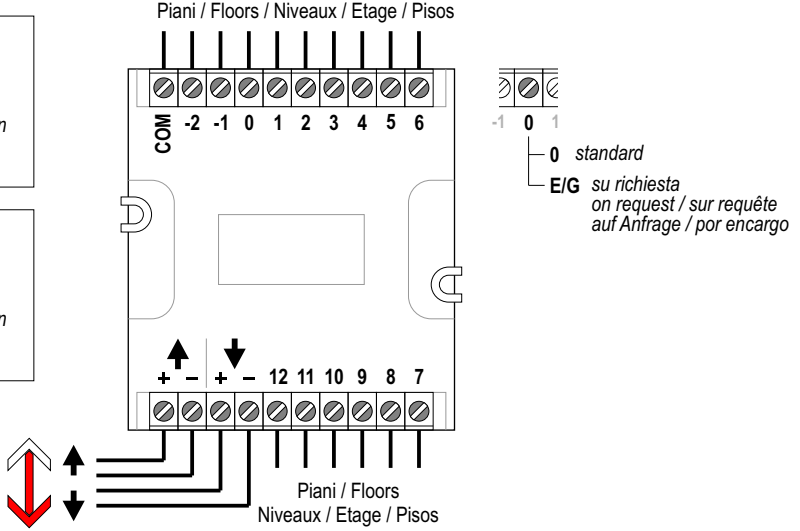 Piani / Floors / Niveaux / Etage / Pisos
COM -2 -1 0 1 2 3 4 5 6
-1 0 1
0 standard
E/G su richiesta
on request / sur requête
auf Anfrage / por encargo
n
n
+ − + − 12 11 10 9 8 7
Piani / Floors
Niveaux / Etage / Pisos